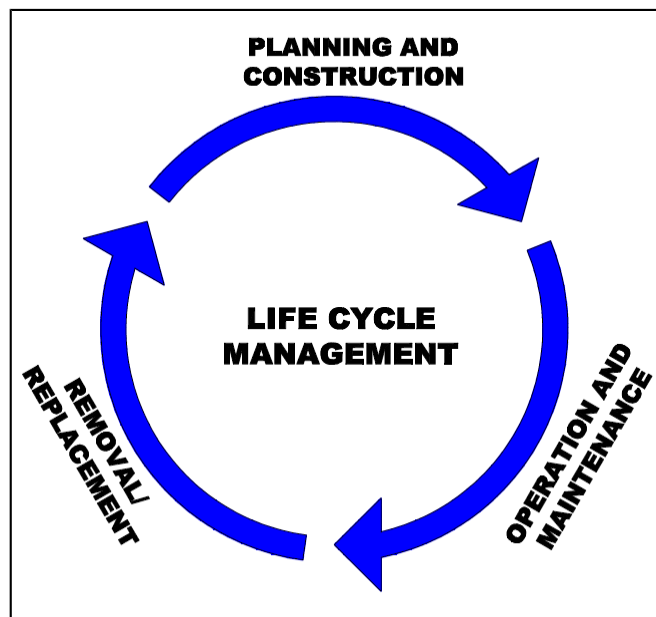 PLANNING AND
CONSTRUCTION
LIFE CYCLE
MANAGEMENT
OPERATION AND
MAINTENANCE
REMOVAL/
REPLACEMENT